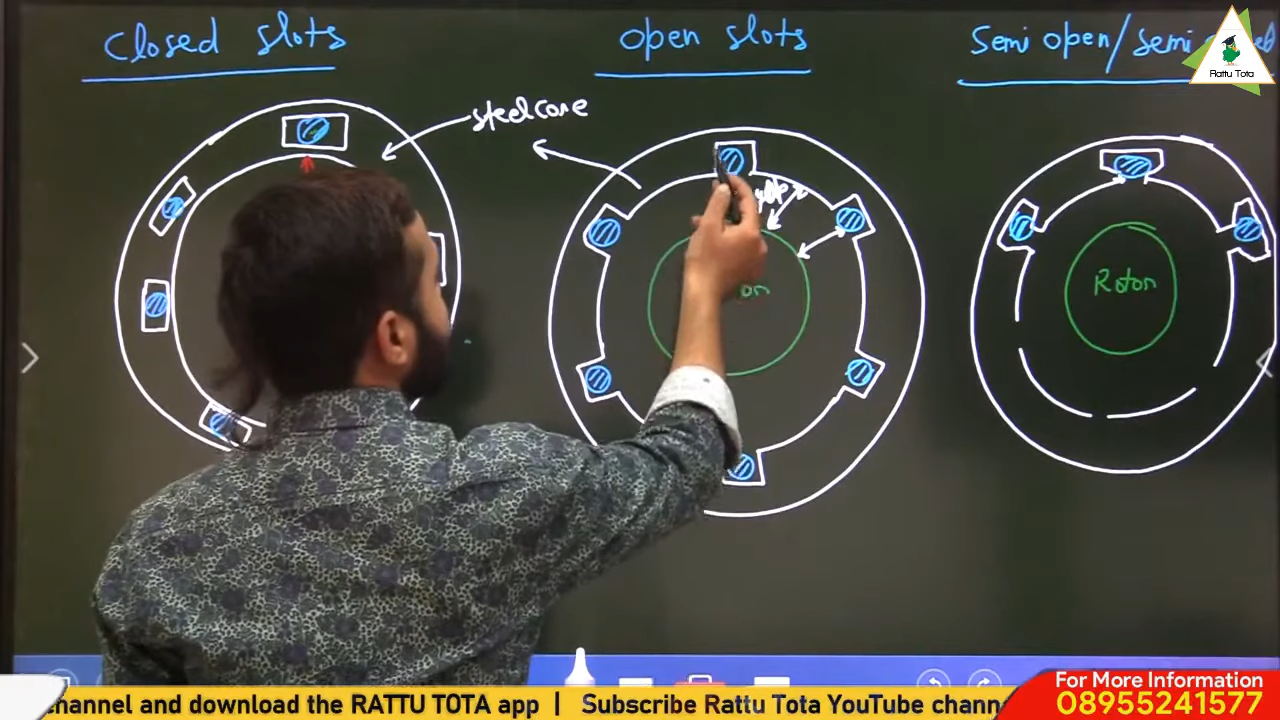 closed slots
open slots
semi open/ semi
Rattu Tota
steel core
Rotor
For More Information
08955241577
channel and download the RATTU TOTA app | Subscribe Rattu Tota YouTube chann